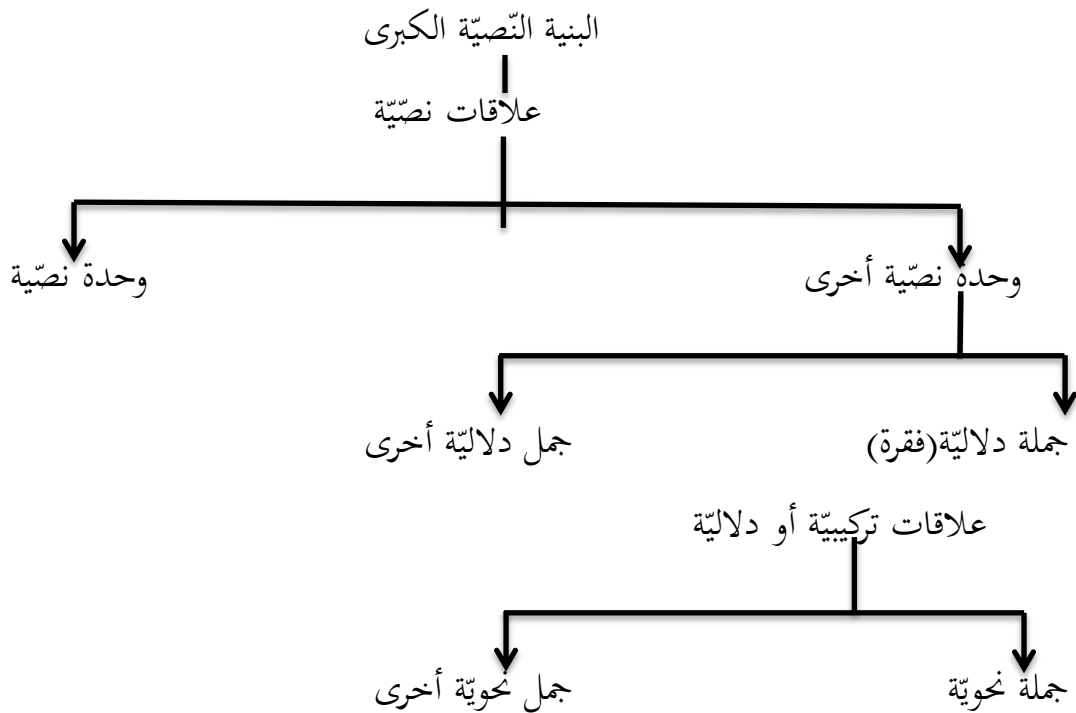 البنية النّصيّة الكبرى
علاقات نصّيّة
وحدة نصّية أخرى
وحدة نصّية
جملة دلاليّة(فقرة)
جمل دلاليّة أخرى
علاقات تركيبيّة أو دلاليّة
جملة نحويّة
جمل نحويّة أخرى